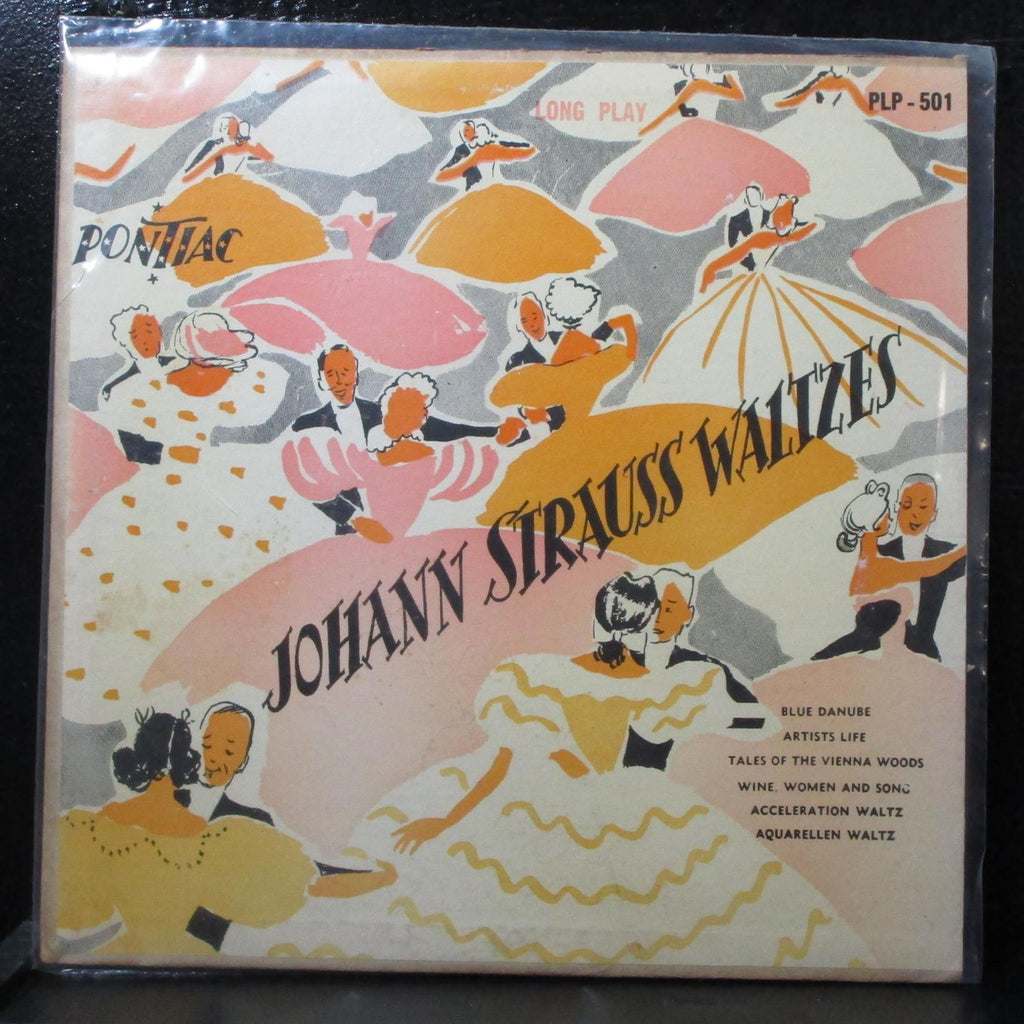 LONG PLAY
PLP - 501
PONTIAC
JOHANN STRAUSS WALTZES
BLUE DANUBE
ARTISTS LIFE
TALES OF THE VIENNA WOODS
WINE. WOMEN AND SONG
ACCELERATION WALTZ
AQUARELLEN WALTZ